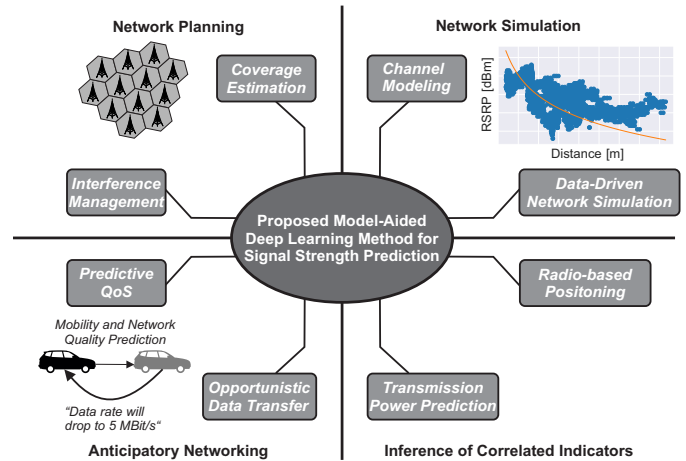 Network Planning
Coverage
Estimation
Interference
Management
Network Simulation
Channel
Modeling
RSRP [dBm]
Distance [m]
Data-Driven
Network Simulation
Proposed Model-Aided
Deep Learning Method for
Signal Strength Prediction
Predictive
QoS
Mobility and Network
Quality Prediction
“Data rate will
drop to 5 MBit/s“
Opportunistic
Data Transfer
Anticipatory Networking
Radio-based
Positoning
Transmission
Power Prediction
Inference of Correlated Indicators